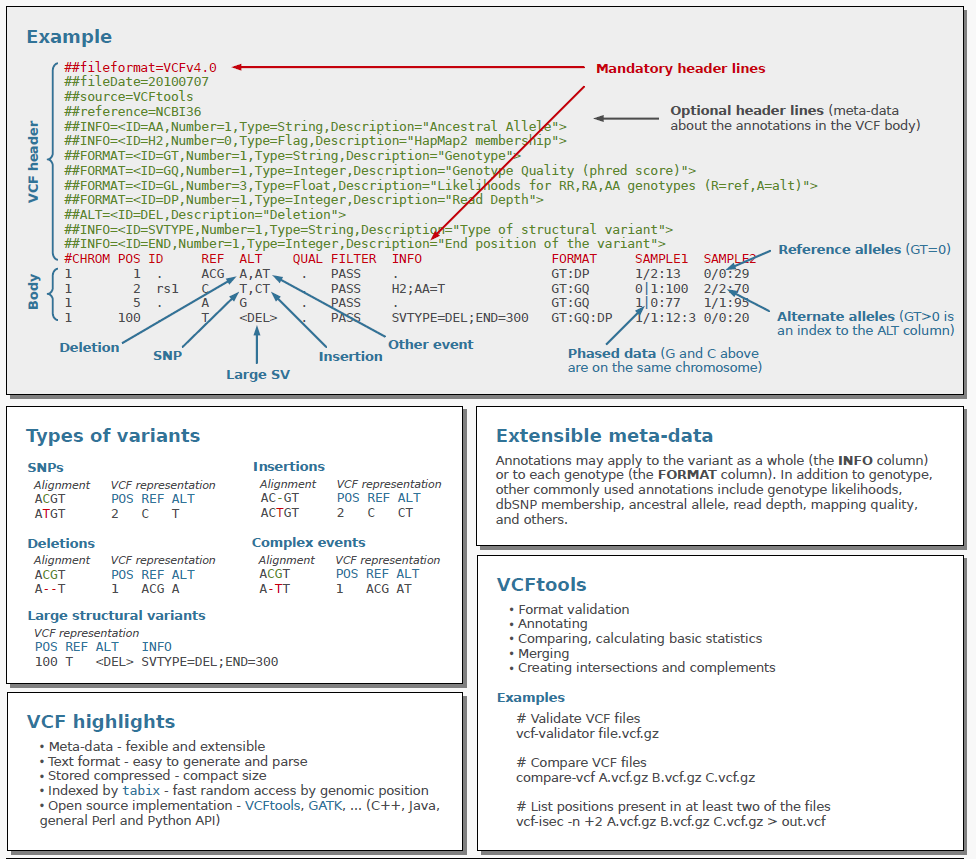 Example
VCF header
##fileformat=VCFv4.0
Mandatory header lines
##fileDate=20100707
##source=VCFtools
##reference=NCBI36
Optional header lines (meta-data
about the annotations in the VCF body)
##INFO=<ID=AA,Number=1,Type=String,Description="Ancestral Allele">
##INFO=<ID=H2,Number=0,Type=Flag,Description="HapMap2 membership">
##FORMAT=<ID=GT,Number=1,Type=String,Description="Genotype">
##FORMAT=<ID=GQ,Number=1,Type=Integer,Description="Genotype Quality (phred score)">
##FORMAT=<ID=GL,Number=3,Type=Float,Description="Likelihoods for RR,RA,AA genotypes (R=ref,A=alt)">
##FORMAT=<ID=DP,Number=1,Type=Integer,Description="Read Depth">
##ALT=<ID=DEL,Description="Deletion">
##INFO=<ID=SVTYPE,Number=1,Type=String,Description="Type of structural variant">
##INFO=<ID=END,Number=1,Type=Integer,Description="End position of the variant">
Body
#CHROM POS ID REF ALT QUAL FILTER INFO FORMAT SAMPLE1 SAMPLE2
1 1 . ACG A,AT . PASS . GT:DP 1/2:13 0/0:29
1 2 rs1 C T,CT . PASS H2;AA=T GT:GQ 0|1:100 2/2:70
1 5 . A G . PASS . GT:GQ 1|0:77 1/1:95
1 100 T <DEL> . PASS SVTYPE=DEL;END=300 GT:GQ:DP 1/1:12:3 0/0:20
Reference alleles (GT=0)
Alternate alleles (GT>0 is
an index to the ALT column)
Deletion
SNP
Large SV
Insertion
Other event
Phased data (G and C above
are on the same chromosome)
Types of variants
SNPs
Alignment VCF representation
ACGT POS REF ALT
ATGT 2 C T
Insertions
Alignment VCF representation
AC-GT POS REF ALT
ACTGT 2 C CT
Deletions
Alignment VCF representation
ACGT POS REF ALT
A--T 1 ACG A
Complex events
Alignment VCF representation
ACGT POS REF ALT
A-TT 1 ACG AT
Large structural variants
VCF representation
POS REF ALT INFO
100 T <DEL> SVTYPE=DEL;END=300
VCF highlights
• Meta-data - fexible and extensible
• Text format - easy to generate and parse
• Stored compressed - compact size
• Indexed by tabix - fast random access by genomic position
• Open source implementation - VCFtools, GATK, ... (C++, Java,
general Perl and Python API)
Extensible meta-data
Annotations may apply to the variant as a whole (the INFO column)
or to each genotype (the FORMAT column). In addition to genotype,
other commonly used annotations include genotype likelihoods,
dbSNP membership, ancestral allele, read depth, mapping quality,
and others.
VCFtools
• Format validation
• Annotating
• Comparing, calculating basic statistics
• Merging
• Creating intersections and complements
Examples
# Validate VCF files
vcf-validator file.vcf.gz
# Compare VCF files
compare-vcf A.vcf.gz B.vcf.gz C.vcf.gz
# List positions present in at least two of the files
vcf-isec -n +2 A.vcf.gz B.vcf.gz C.vcf.gz > out.vcf